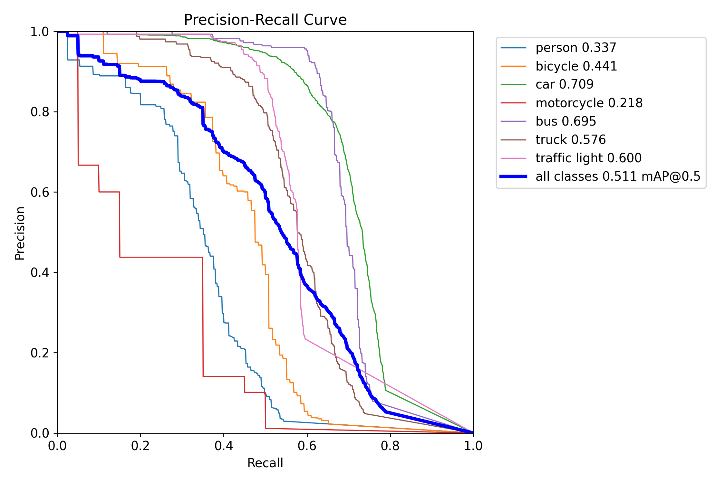 Precision-Recall Curve
1.0
0.8
0.6
0.4
0.2
0.0
Precision
0.0 0.2 0.4 0.6 0.8 1.0
Recall
person 0.337
bicycle 0.441
car 0.709
motorcycle 0.218
bus 0.695
truck 0.576
traffic light 0.600
all classes 0.511 mAP@0.5